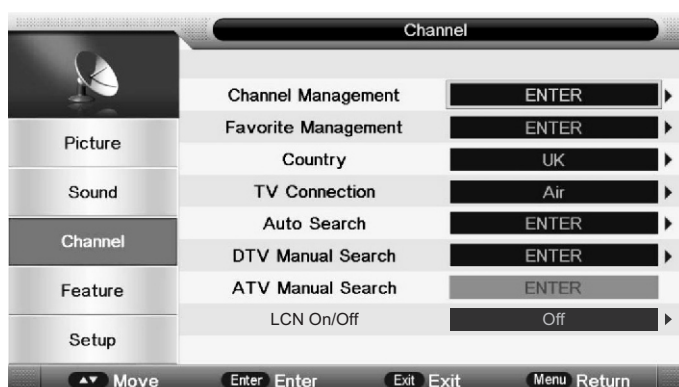 Channel
Channel Management ENTER
Favorite Management ENTER
Picture
Country UK
Sound
TV Connection Air
Auto Search ENTER
Channel
DTV Manual Search ENTER
Feature
ATV Manual Search ENTER
LCN On/Off Off
Setup
Move Enter Enter Exit Exit Menu Return